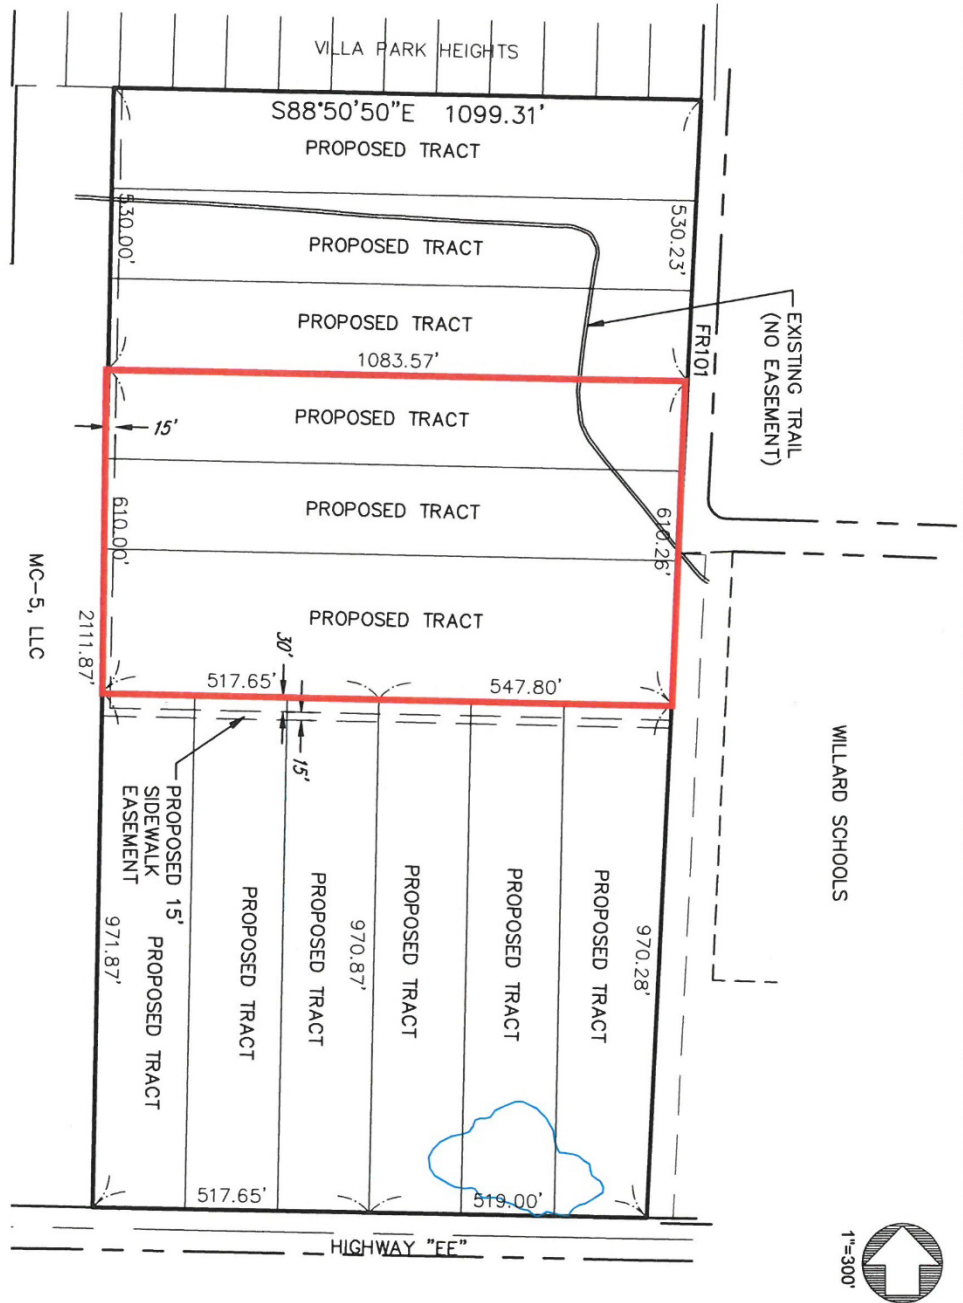 VILLA PARK HEIGHTS
S88°50'50"E 1099.31'
PROPOSED TRACT
530.00'
530.23'
PROPOSED TRACT
PROPOSED TRACT
EXISTING TRAIL
(NO EASEMENT)
FR101
1083.57'
PROPOSED TRACT
15'
PROPOSED TRACT
610.00'
610.26'
PROPOSED TRACT
MC-5, LLC
2111.87'
517.65'
30'
547.80'
15'
PROPOSED 15'
SIDEWALK
EASEMENT
WILLARD SCHOOLS
971.87'
PROPOSED TRACT
PROPOSED TRACT
PROPOSED TRACT
970.87'
PROPOSED TRACT
PROPOSED TRACT
PROPOSED TRACT
970.28'
517.65'
519.00'
HIGHWAY "EE"
1"=300'